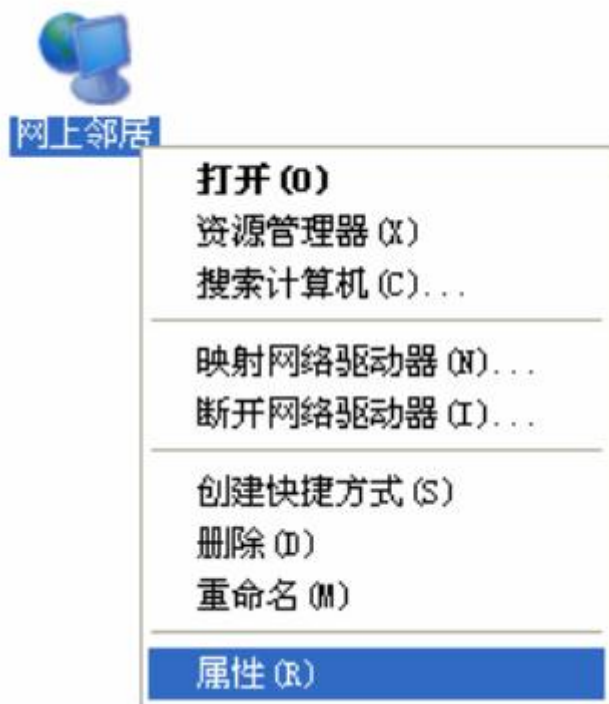 网上邻居
打开(O)
资源管理器(X)
搜索计算机(C)...
映射网络驱动器(N)...
断开网络驱动器(I)...
创建快捷方式(S)
删除(D)
重命名(M)
属性(R)